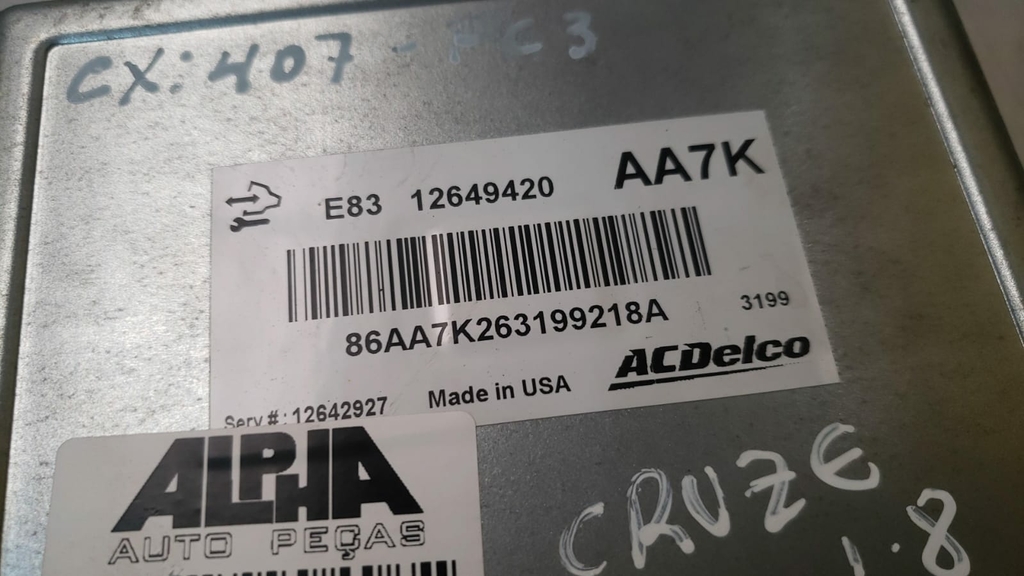 CX: 407 - FC3
E83 12649420 AA7K
86AA7K263199218A 3199
ACDelco
Serv #: 12642927 Made in USA
ALPHA
AUTO PEÇAS
CRUZE
1.8